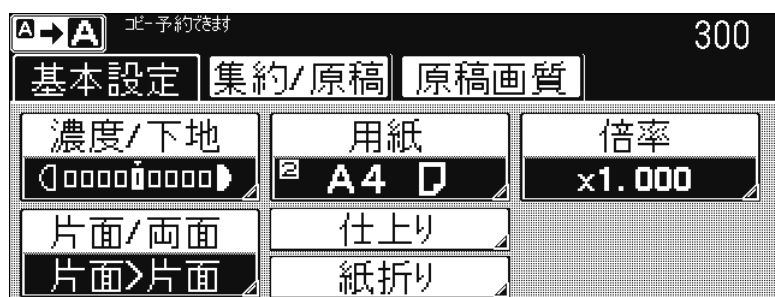 A→A コピー予約できます 300
基本設定 集約/原稿 原稿画質
濃度/下地 用紙 倍率
2 A4 x1.000
片面/両面 仕上り
片面>片面 紙折り